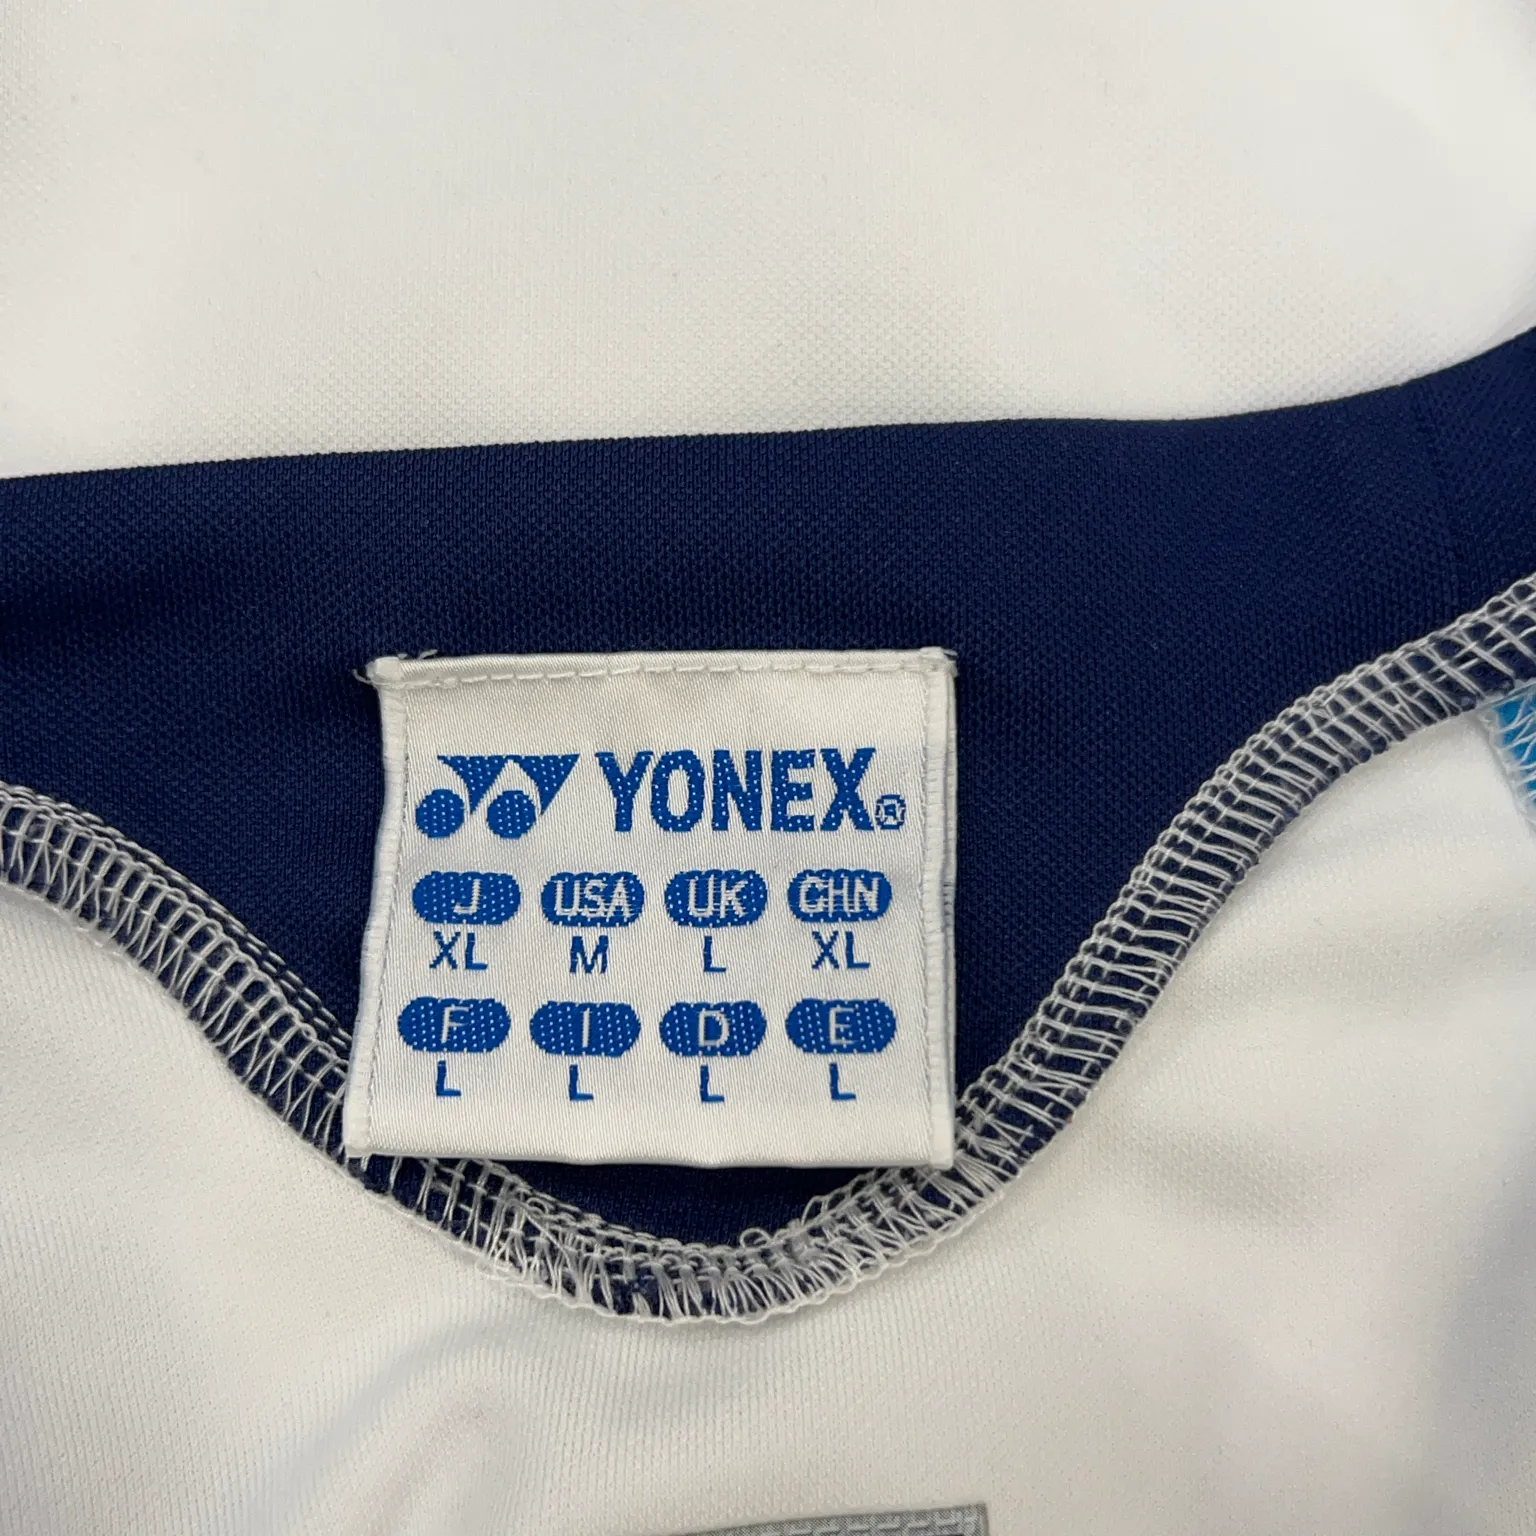 YONEX®
J USA UK CHN
XL M L XL
F I D E
L L L L